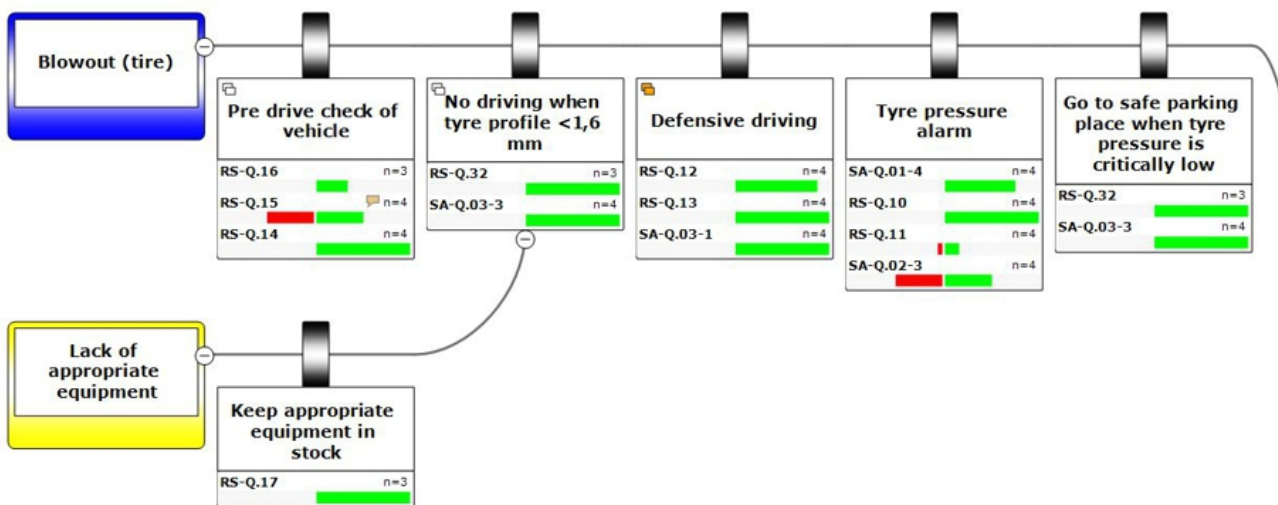 Blowout (tire)
Pre drive check of
vehicle
RS-Q.16 n=3
RS-Q.15 n=4
RS-Q.14 n=4
No driving when
tyre profile <1,6
mm
RS-Q.32 n=3
SA-Q.03-3 n=4
Defensive driving
RS-Q.12 n=4
RS-Q.13 n=4
SA-Q.03-1 n=4
Tyre pressure
alarm
SA-Q.01-4 n=4
RS-Q.10 n=4
RS-Q.11 n=4
SA-Q.02-3 n=4
Go to safe parking
place when tyre
pressure is
critically low
RS-Q.32 n=3
SA-Q.03-3 n=4
Lack of
appropriate
equipment
Keep appropriate
equipment in
stock
RS-Q.17 n=3